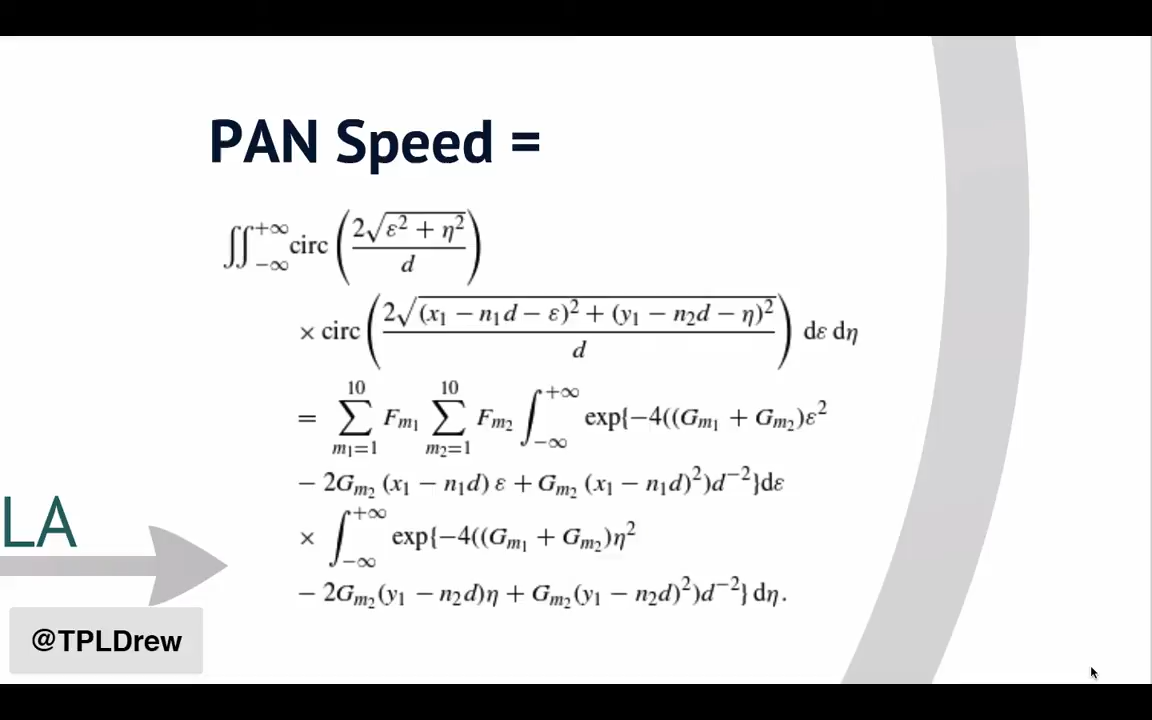 PAN Speed =
∬_{−∞}^{+∞} circ ( 2√(ε² + η²) / d )
× circ ( 2√((x₁ − n₁d − ε)² + (y₁ − n₂d − η)²) / d ) dε dη
= ∑_{m₁=1}^{10} F_{m₁} ∑_{m₂=1}^{10} F_{m₂} ∫_{−∞}^{+∞} exp{−4((G_{m₁} + G_{m₂})ε²
− 2G_{m₂} (x₁ − n₁d) ε + G_{m₂} (x₁ − n₁d)²)d⁻²}dε
LA
× ∫_{−∞}^{+∞} exp{−4((G_{m₁} + G_{m₂})η²
− 2G_{m₂}(y₁ − n₂d)η + G_{m₂}(y₁ − n₂d)²)d⁻²} dη.
@TPLDrew